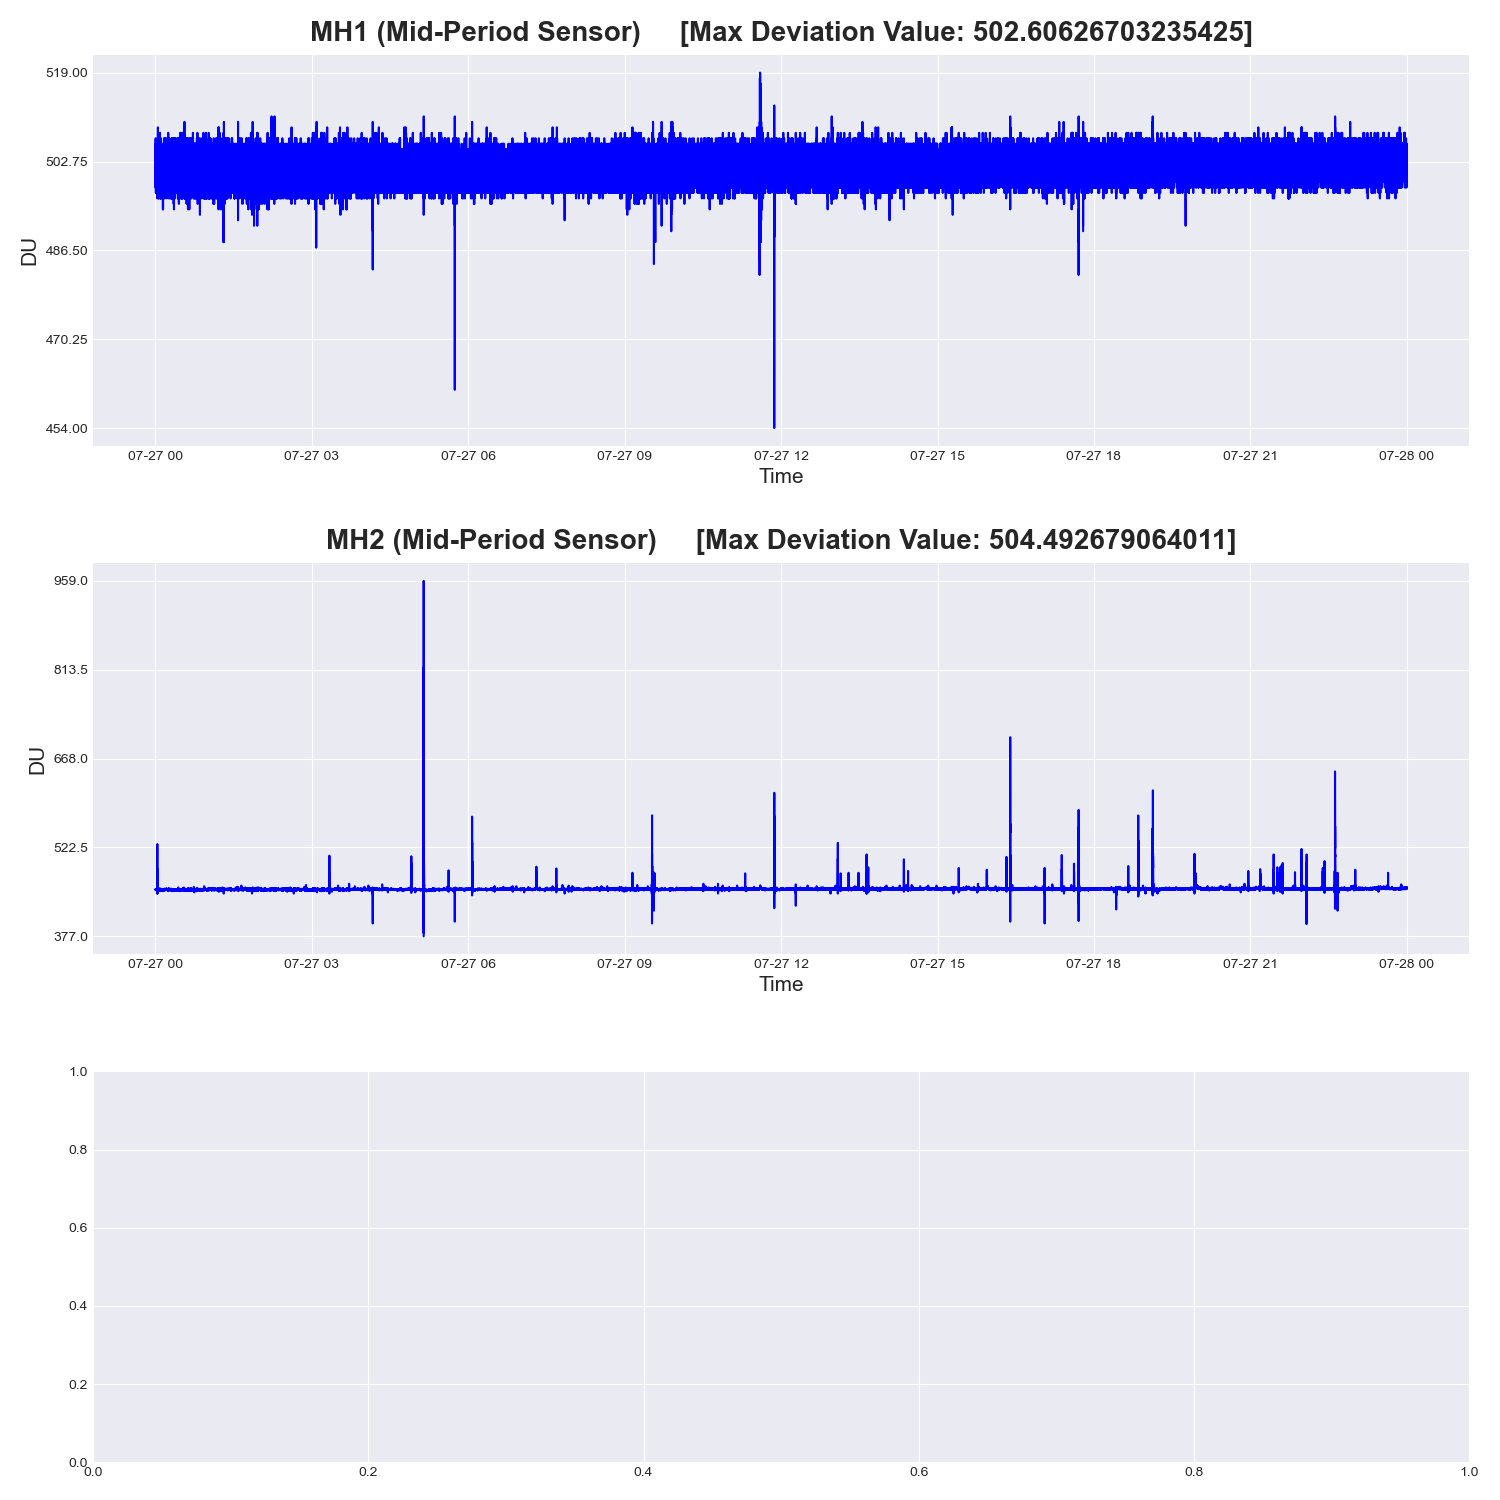 MH1 (Mid-Period Sensor) [Max Deviation Value: 502.60626703235425]
519.00
502.75
486.50
470.25
454.00
DU
07-27 00 07-27 03 07-27 06 07-27 09 07-27 12 07-27 15 07-27 18 07-27 21 07-28 00
Time
MH2 (Mid-Period Sensor) [Max Deviation Value: 504.492679064011]
959.0
813.5
668.0
522.5
377.0
DU
07-27 00 07-27 03 07-27 06 07-27 09 07-27 12 07-27 15 07-27 18 07-27 21 07-28 00
Time
1.0
0.8
0.6
0.4
0.2
0.0
0.0 0.2 0.4 0.6 0.8 1.0